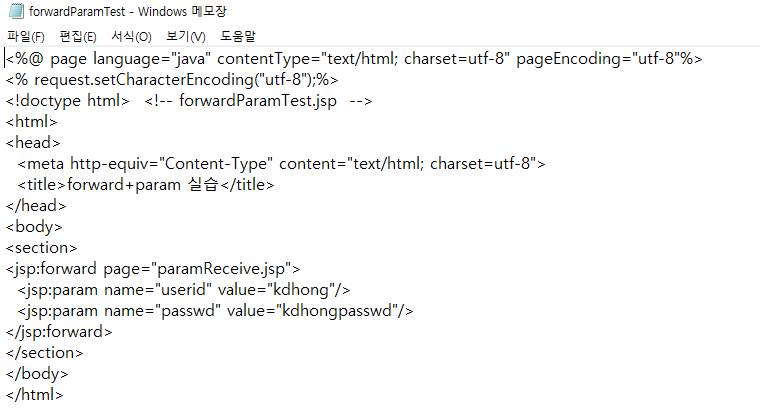 forwardParamTest - Windows 메모장
파일(F) 편집(E) 서식(O) 보기(V) 도움말
<%@ page language="java" contentType="text/html; charset=utf-8" pageEncoding="utf-8"%>
<% request.setCharacterEncoding("utf-8");%>
<!doctype html>  <!-- forwardParamTest.jsp  -->
<html>
<head>
  <meta http-equiv="Content-Type" content="text/html; charset=utf-8">
  <title>forward+param 실습</title>
</head>
<body>
<section>
<jsp:forward page="paramReceive.jsp">
  <jsp:param name="userid" value="kdhong"/>
  <jsp:param name="passwd" value="kdhongpasswd"/>
</jsp:forward>
</section>
</body>
</html>